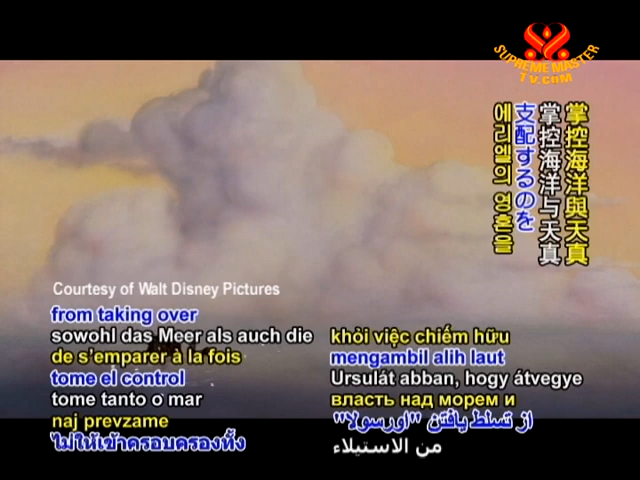 SUPREME MASTER
TV.COM
掌控海洋與天真
掌控海洋与天真
支配するのを
에리엘의 영혼을
Courtesy of Walt Disney Pictures
from taking over
sowohl das Meer als auch die
de s'emparer à la fois
tome el control
tome tanto o mar
naj prevzame
ไม่ให้เข้าครอบครองทั้ง
khỏi việc chiếm hữu
mengambil alih laut
Ursulát abban, hogy átvegye
власть над морем и
از تسلط یافتن "اورسولا"
من الاستيلاء